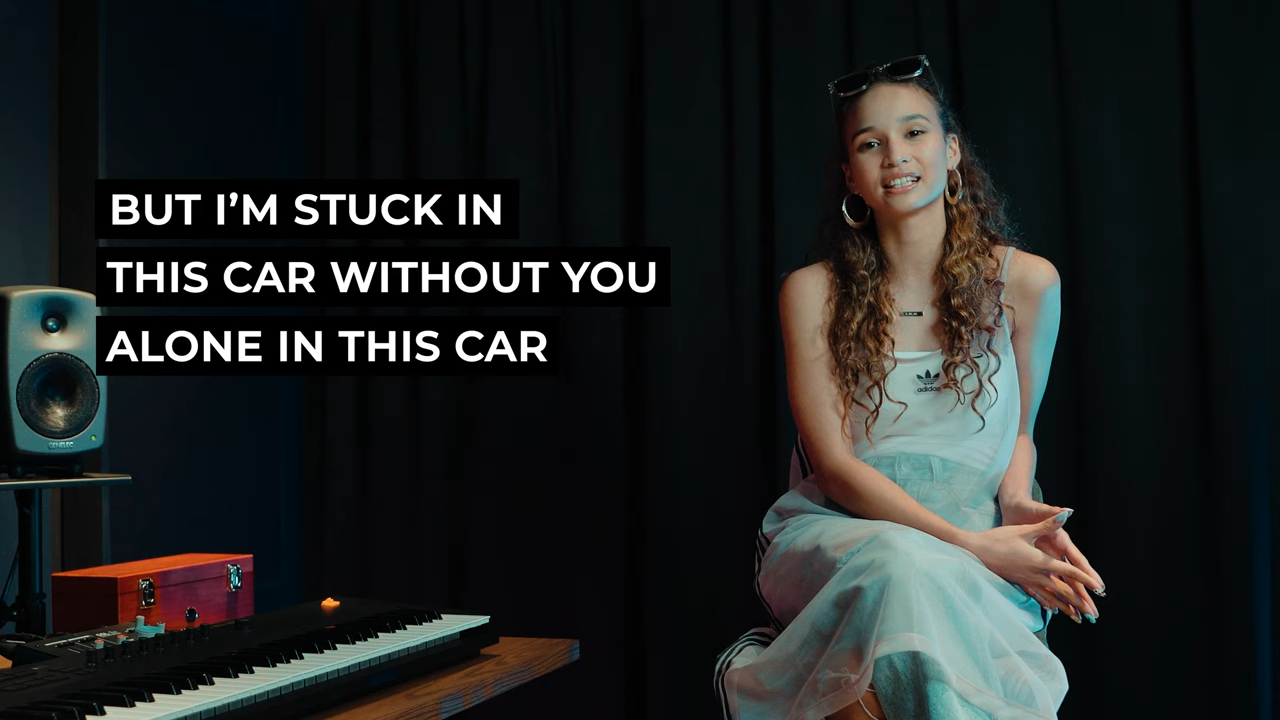 BUT I’M STUCK IN
THIS CAR WITHOUT YOU
ALONE IN THIS CAR
GENELEC
adidas